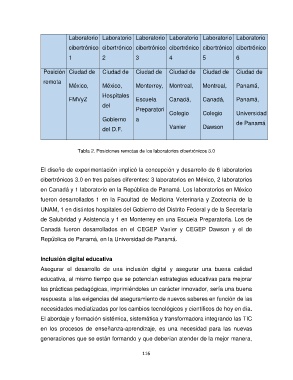 Laboratorio Laboratorio Laboratorio Laboratorio Laboratorio Laboratorio
cibertrónico cibertrónico cibertrónico cibertrónico cibertrónico cibertrónico
1 2 3 4 5 6
Posición Ciudad de Ciudad de Ciudad de Ciudad de Ciudad de Ciudad de
remota
México, México, Monterrey, Montreal, Montreal, Panamá,
FMVyZ Hospitales Escuela Canadá, Canadá, Panamá,
del Preparatori Colegio Colegio Universidad
Gobierno a Vanier Dawson de Panamá
del D.F.
Tabla 2. Posiciones remotas de los laboratorios cibertrónicos 3.0
El diseño de experimentación implicó la concepción y desarrollo de 6 laboratorios
cibertrónicos 3.0 en tres países diferentes: 3 laboratorios en México, 2 laboratorios
en Canadá y 1 laboratorio en la República de Panamá. Los laboratorios en México
fueron desarrollados 1 en la Facultad de Medicina Veterinaria y Zootecnia de la
UNAM, 1 en distintos hospitales del Gobierno del Distrito Federal y de la Secretaría
de Salubridad y Asistencia y 1 en Monterrey en una Escuela Preparatoria. Los de
Canadá fueron desarrollados en el CEGEP Vanier y CEGEP Dawson y el de
República de Panamá, en la Universidad de Panamá.
Inclusión digital educativa
Asegurar el desarrollo de una inclusión digital y asegurar una buena calidad
educativa, al mismo tiempo que se potencian estrategias educativas para mejorar
las prácticas pedagógicas, imprimiéndoles un carácter innovador, sería una buena
respuesta a las exigencias del aseguramiento de nuevos saberes en función de las
necesidades mediatizadas por los cambios tecnológicos y científicos de hoy en día.
El abordaje y formación sistémica, sistemática y transformadora integrando las TIC
en los procesos de enseñanza-aprendizaje, es una necesidad para las nuevas
generaciones que se están formando y que deberían atender de la mejor manera,
116